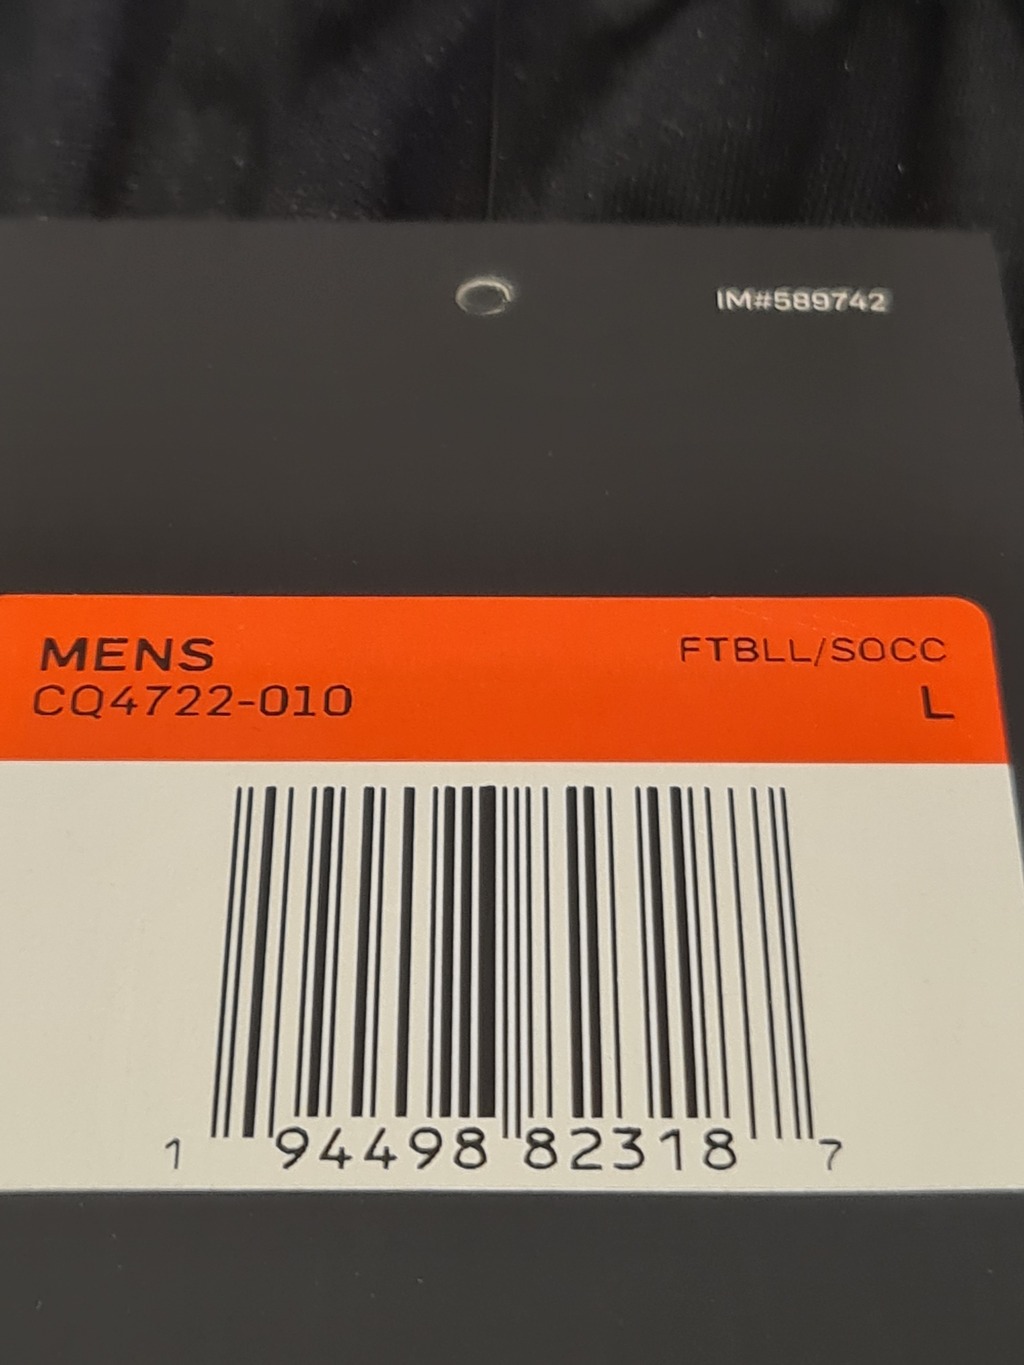 IM#589742
MENS
FTBLL/SOCC
CQ4722-010
L
1 94498 82318 7